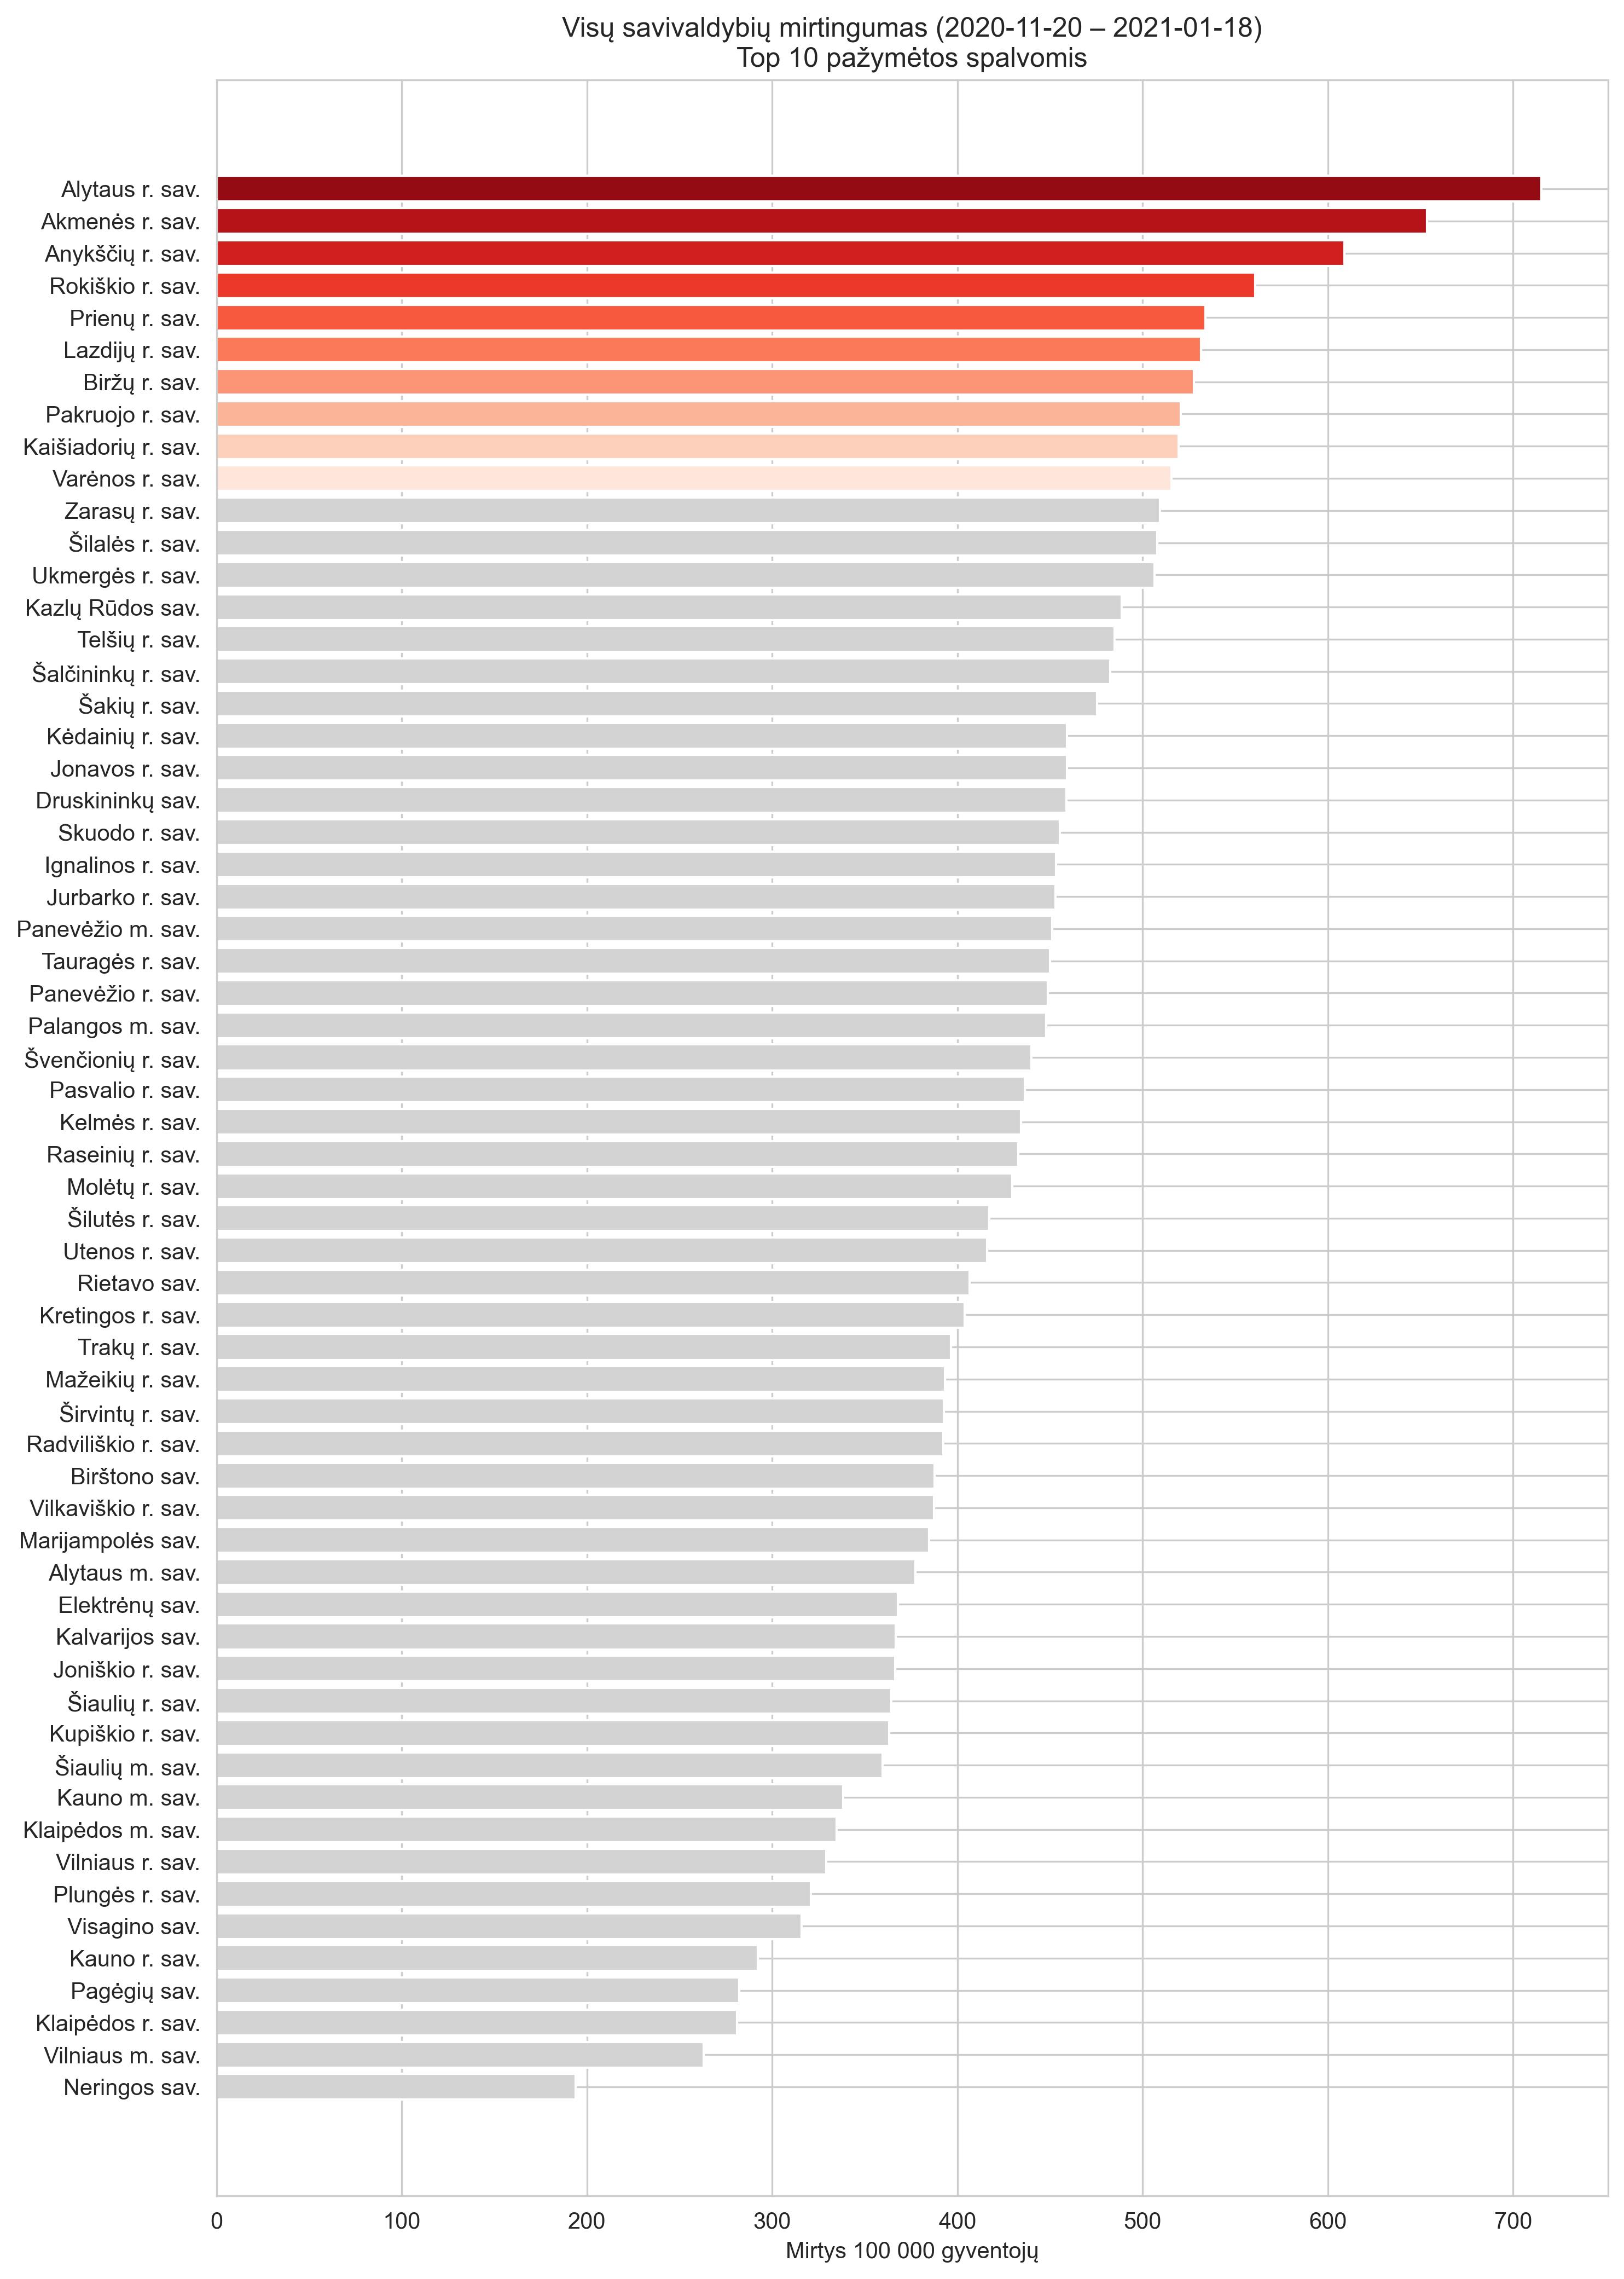 Visų savivaldybių mirtingumas (2020-11-20 – 2021-01-18)
Top 10 pažymėtos spalvomis
Alytaus r. sav.
Akmenės r. sav.
Anykščių r. sav.
Rokiškio r. sav.
Prienų r. sav.
Lazdijų r. sav.
Biržų r. sav.
Pakruojo r. sav.
Kaišiadorių r. sav.
Varėnos r. sav.
Zarasų r. sav.
Šilalės r. sav.
Ukmergės r. sav.
Kazlų Rūdos sav.
Telšių r. sav.
Šalčininkų r. sav.
Šakių r. sav.
Kėdainių r. sav.
Jonavos r. sav.
Druskininkų sav.
Skuodo r. sav.
Ignalinos r. sav.
Jurbarko r. sav.
Panevėžio m. sav.
Tauragės r. sav.
Panevėžio r. sav.
Palangos m. sav.
Švenčionių r. sav.
Pasvalio r. sav.
Kelmės r. sav.
Raseinių r. sav.
Molėtų r. sav.
Šilutės r. sav.
Utenos r. sav.
Rietavo sav.
Kretingos r. sav.
Trakų r. sav.
Mažeikių r. sav.
Širvintų r. sav.
Radviliškio r. sav.
Birštono sav.
Vilkaviškio r. sav.
Marijampolės sav.
Alytaus m. sav.
Elektrėnų sav.
Kalvarijos sav.
Joniškio r. sav.
Šiaulių r. sav.
Kupiškio r. sav.
Šiaulių m. sav.
Kauno m. sav.
Klaipėdos m. sav.
Vilniaus r. sav.
Plungės r. sav.
Visagino sav.
Kauno r. sav.
Pagėgių sav.
Klaipėdos r. sav.
Vilniaus m. sav.
Neringos sav.
0 100 200 300 400 500 600 700
Mirtys 100 000 gyventojų